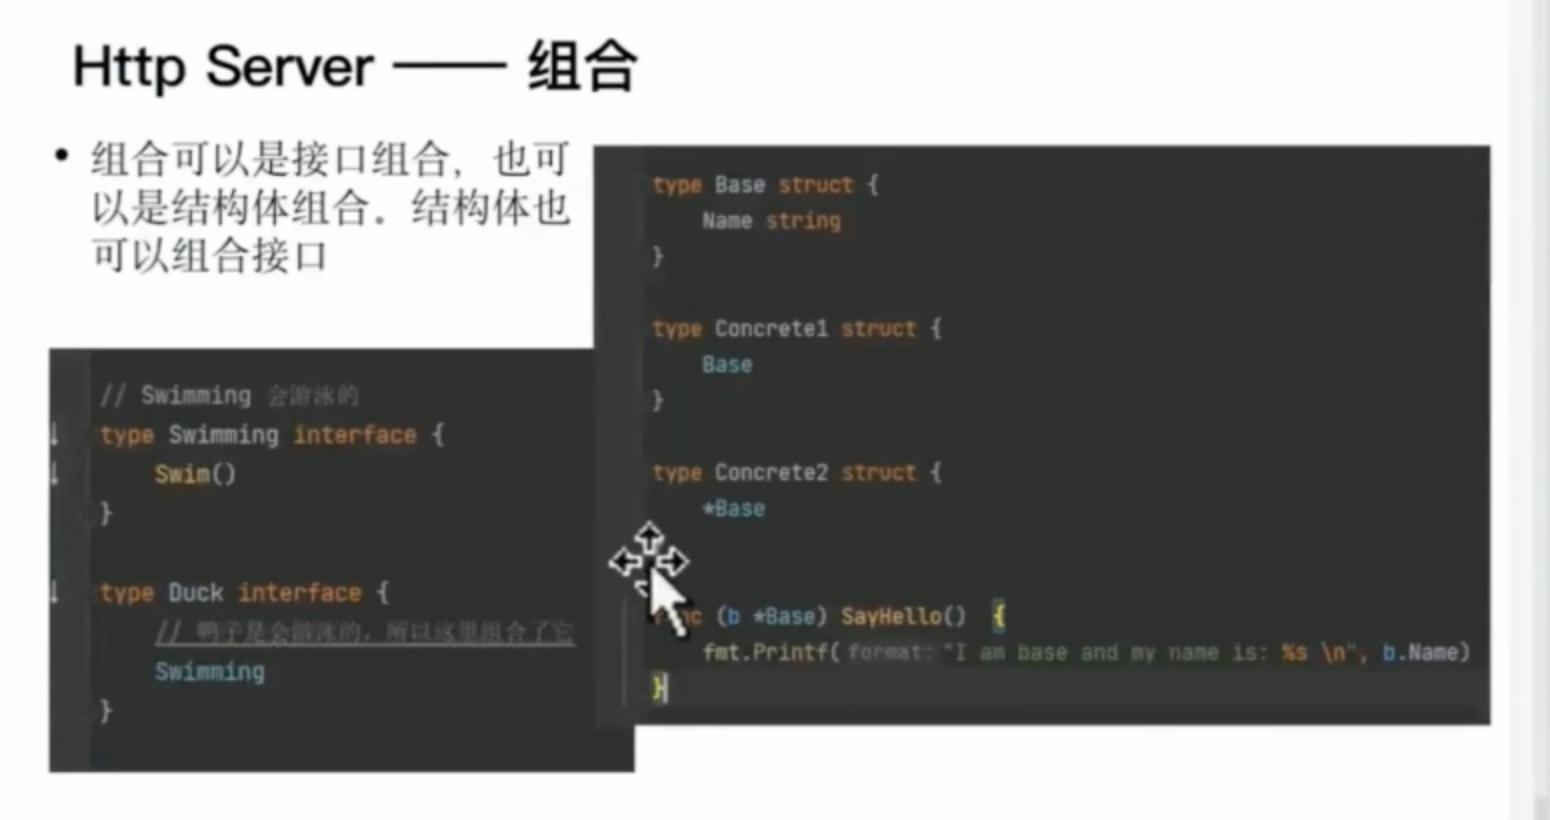 Http Server —— 组合
• 组合可以是接口组合，也可
以是结构体组合。结构体也
可以组合接口
// Swimming 会游泳的
type Swimming interface {
Swim()
}
type Duck interface {
// 鸭子是会游泳的，所以这里组合了它
Swimming
}
type Base struct {
Name string
}
type Concrete1 struct {
Base
}
type Concrete2 struct {
*Base
func (b *Base) SayHello() {
fmt.Printf( format: "I am base and my name is: %s \n", b.Name)
}